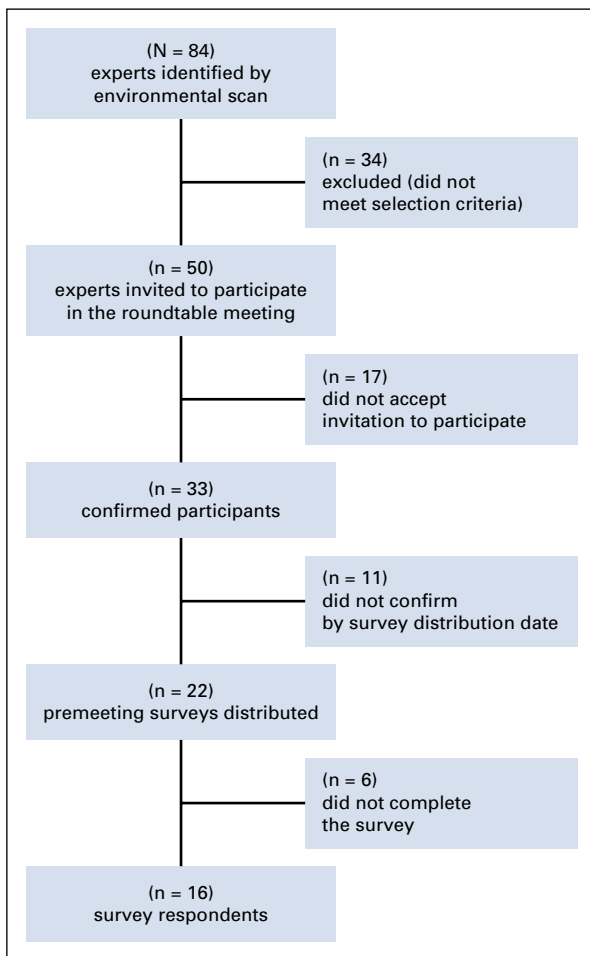 (N = 84)
experts identified by
environmental scan
(n = 34)
excluded (did not
meet selection criteria)
(n = 50)
experts invited to participate
in the roundtable meeting
(n = 17)
did not accept
invitation to participate
(n = 33)
confirmed participants
(n = 11)
did not confirm
by survey distribution date
(n = 22)
premeeting surveys distributed
(n = 6)
did not complete
the survey
(n = 16)
survey respondents